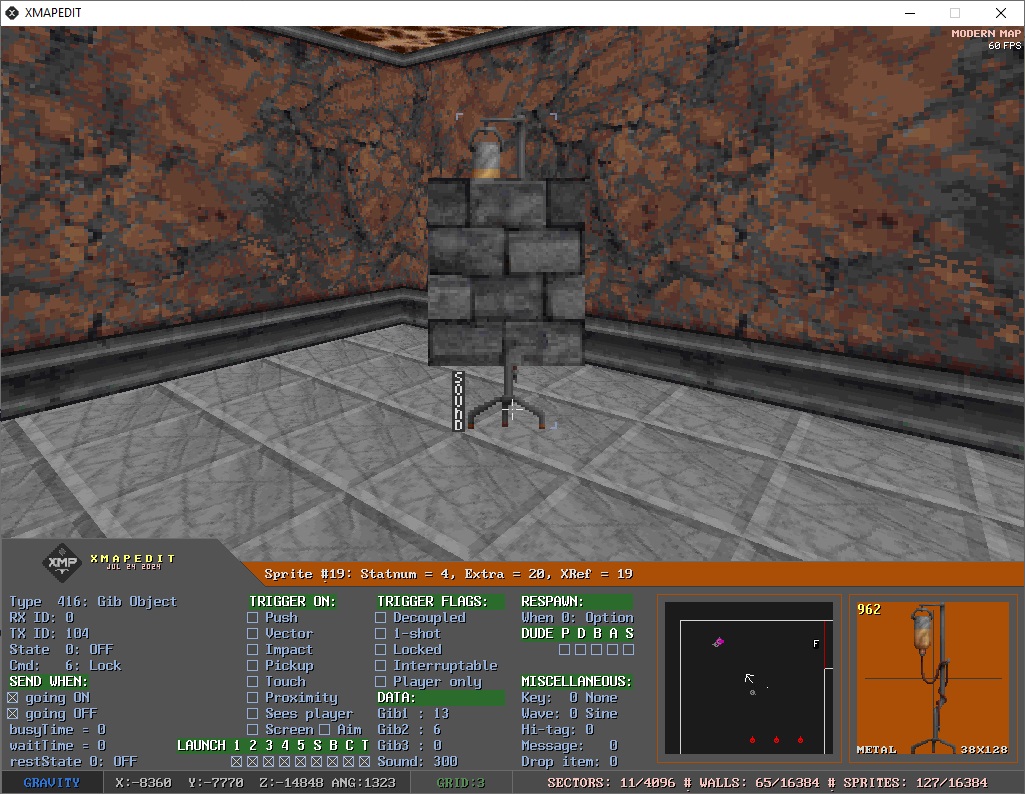 XMAPEDIT
MODERN MAP
60 FPS
SOUND
XMP XMAPEDIT
JUL 24 2024
Sprite #19: Statnum = 4, Extra = 20, XRef = 19
Type 416: Gib Object
RX ID: 0
TX ID: 104
State 0: OFF
Cmd: 6: Lock
SEND WHEN:
going ON
going OFF
busyTime = 0
waitTime = 0
restState 0: OFF
TRIGGER ON:
Push
Vector
Impact
Pickup
Touch
Proximity
Sees player
Screen Aim
LAUNCH 1 2 3 4 5 S B C T
TRIGGER FLAGS:
Decoupled
1-shot
Locked
Interruptable
Player only
DATA:
Gib1 : 13
Gib2 : 6
Gib3 : 0
Sound: 300
RESPAWN:
When 0: Option
DUDE P D B A S
MISCELLANEOUS:
Key: 0 None
Wave: 0 Sine
Hi-tag: 0
Message: 0
Drop item: 0
F
962
METAL 38X128
GRAVITY X:-8360 Y:-7770 Z:-14848 ANG:1323 GRID:3 SECTORS: 11/4096 # WALLS: 65/16384 # SPRITES: 127/16384